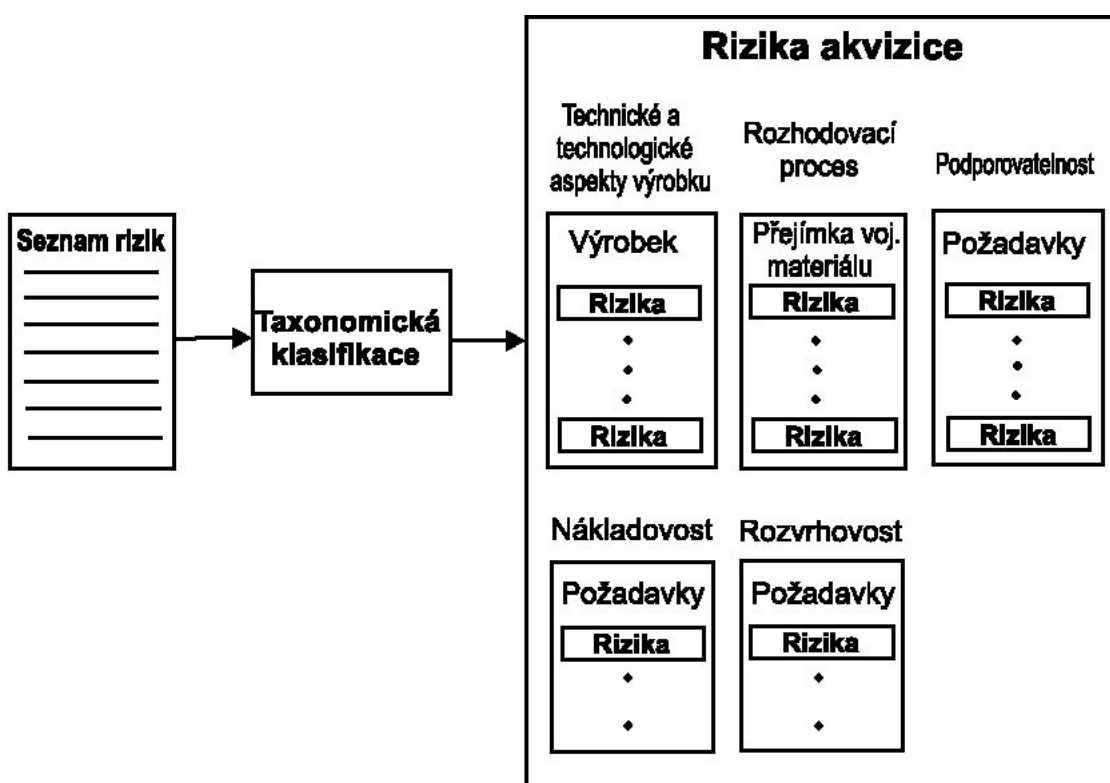 Rizika akvizice
Seznam rizik
Taxonomická
klasifikace
Technické a
technologické
aspekty výrobku
Výrobek
Rizika
Rizika
Rozhodovací
proces
Přejímka voj.
materiálu
Rizika
Rizika
Podporovatelnost
Požadavky
Rizika
Rizika
Nákladovost
Požadavky
Rizika
Rozvrhovost
Požadavky
Rizika